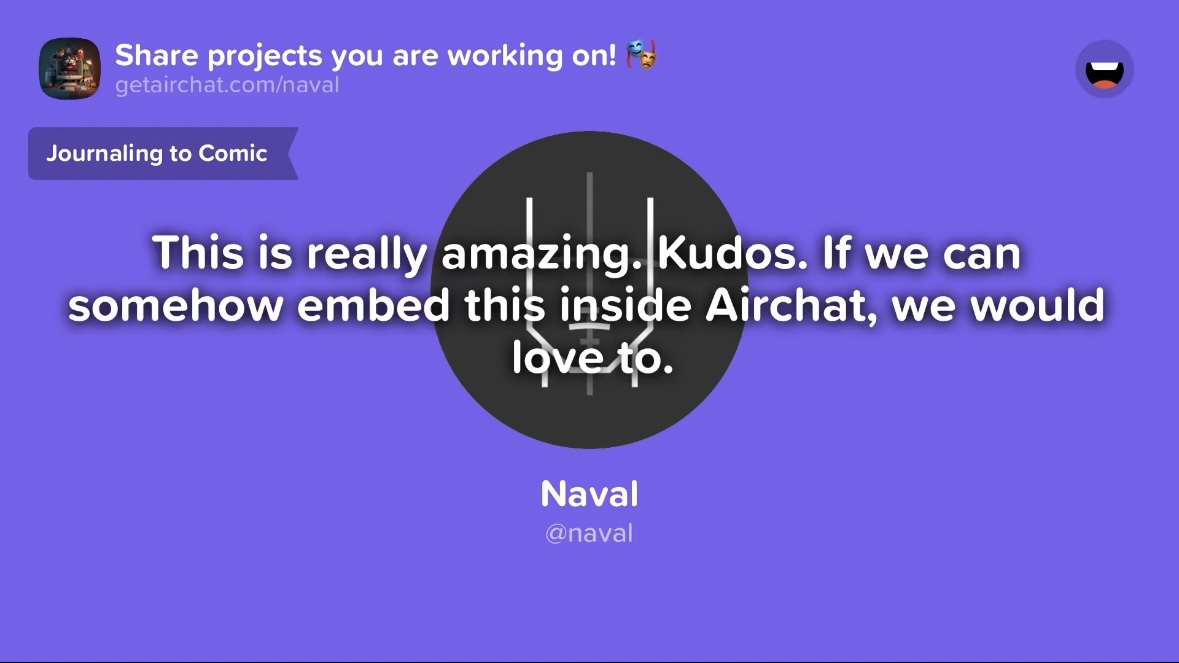 Share projects you are working on! 🎭
getairchat.com/naval
Journaling to Comic
This is really amazing. Kudos. If we can
somehow embed this inside Airchat, we would
love to.
Naval
@naval